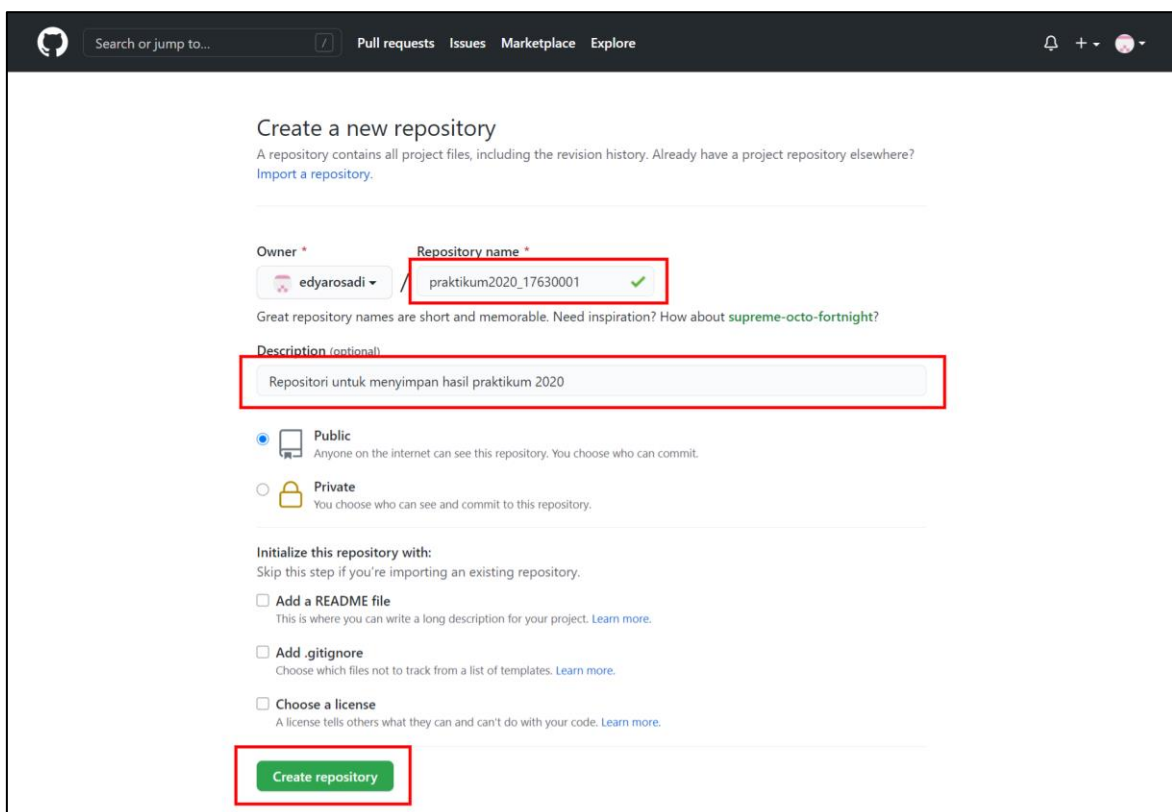 Search or jump to... /
Pull requests Issues Marketplace Explore
Create a new repository
A repository contains all project files, including the revision history. Already have a project repository elsewhere?
Import a repository.
Owner * Repository name *
edyarosadi / praktikum2020_17630001
Great repository names are short and memorable. Need inspiration? How about supreme-octo-fortnight?
Description (optional)
Repositori untuk menyimpan hasil praktikum 2020
Public
Anyone on the internet can see this repository. You choose who can commit.
Private
You choose who can see and commit to this repository.
Initialize this repository with:
Skip this step if you're importing an existing repository.
Add a README file
This is where you can write a long description for your project. Learn more.
Add .gitignore
Choose which files not to track from a list of templates. Learn more.
Choose a license
A license tells others what they can and can't do with your code. Learn more.
Create repository